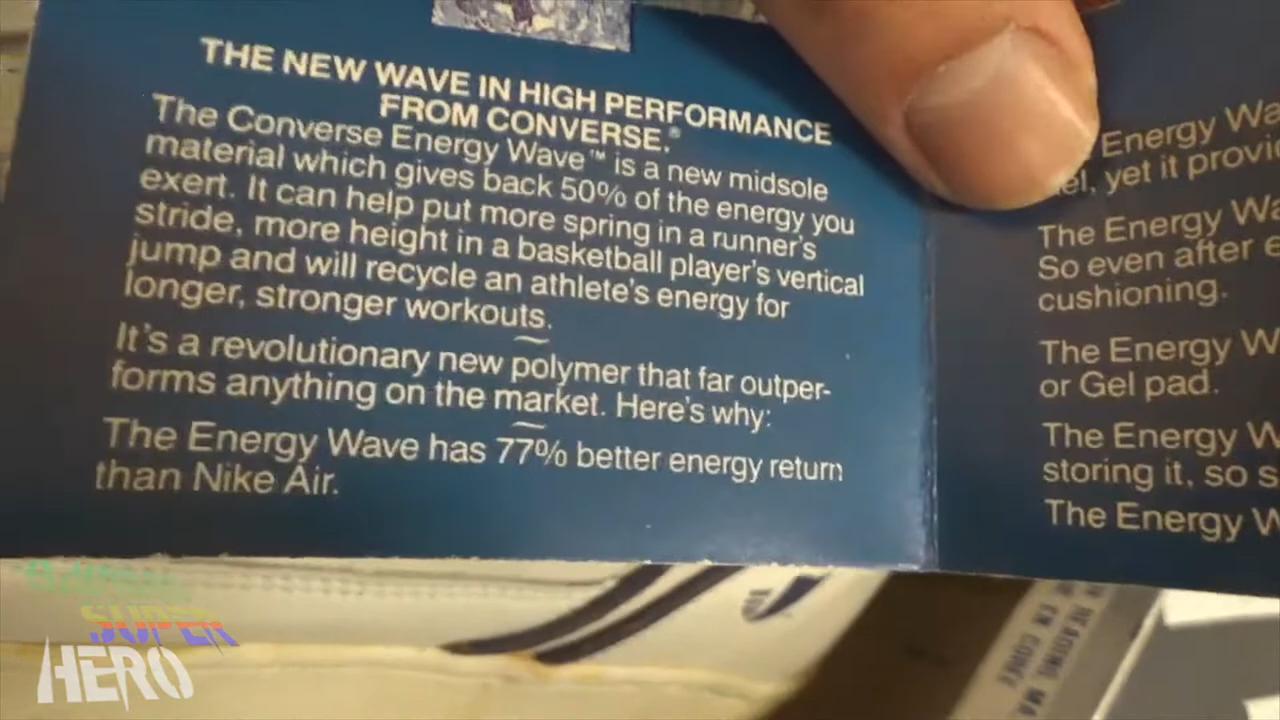 THE NEW WAVE IN HIGH PERFORMANCE
FROM CONVERSE.®
The Converse Energy Wave™ is a new midsole
material which gives back 50% of the energy you
exert. It can help put more spring in a runner's
stride, more height in a basketball player's vertical
jump and will recycle an athlete's energy for
longer, stronger workouts.
It's a revolutionary new polymer that far outper-
forms anything on the market. Here's why:
The Energy Wave has 77% better energy return
than Nike Air.
Energy Wa
yet it provi
The Energy Wa
So even after e
cushioning.
The Energy W
or Gel pad.
The Energy W
storing it, so s
The Energy W
SUPER
HERO
READING, MA